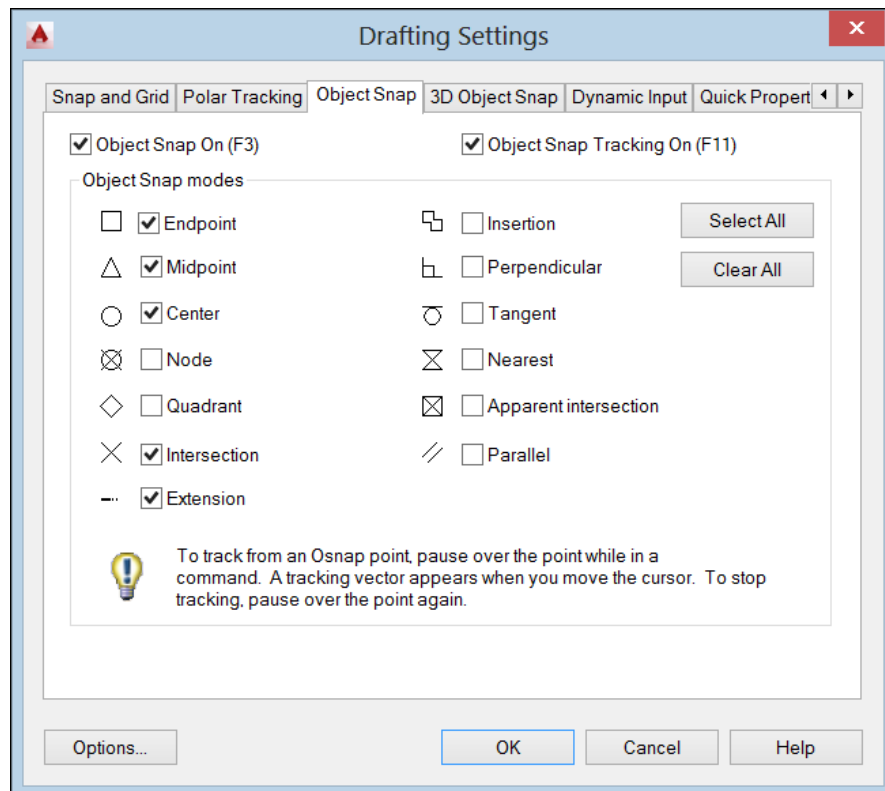 Drafting Settings
Snap and Grid Polar Tracking Object Snap 3D Object Snap Dynamic Input Quick Propert
Object Snap On (F3) Object Snap Tracking On (F11)
Object Snap modes
Endpoint Insertion Select All
Midpoint Perpendicular Clear All
Center Tangent
Node Nearest
Quadrant Apparent intersection
Intersection Parallel
Extension
To track from an Osnap point, pause over the point while in a
command. A tracking vector appears when you move the cursor. To stop
tracking, pause over the point again.
Options... OK Cancel Help